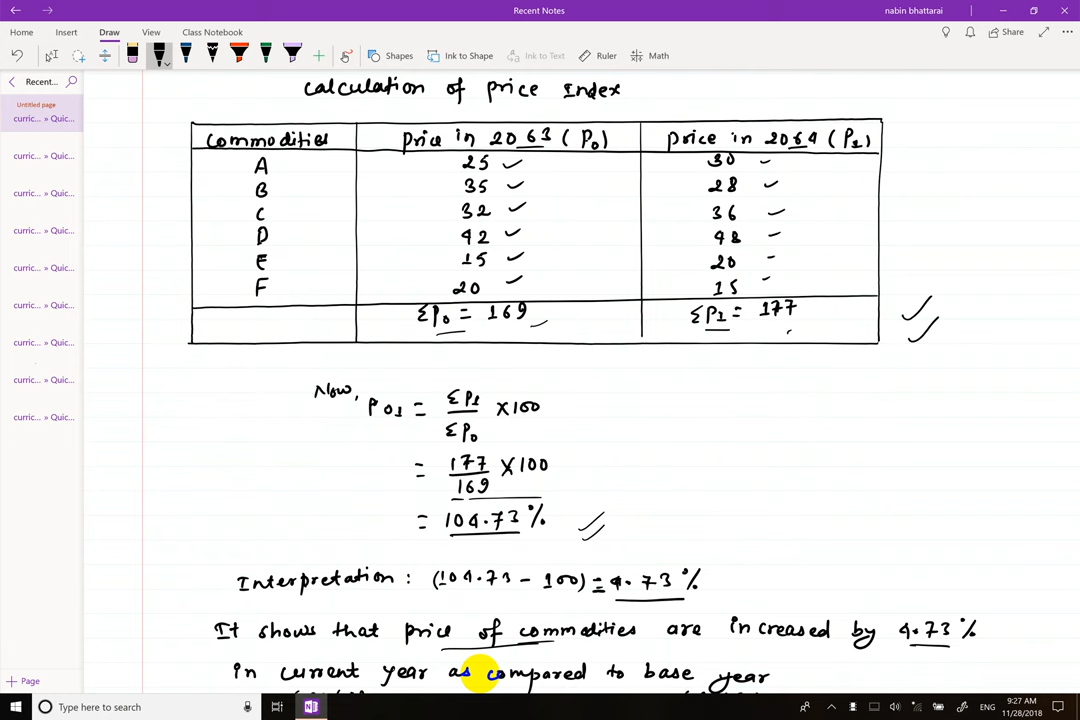 Recent Notes
nabin bhattarai
Home Insert Draw View Class Notebook
Share
Shapes Ink to Shape Ink to Text Ruler Math
Recent...
Untitled page
curric... » Quic...
curric... » Quic...
curric... » Quic...
curric... » Quic...
curric... » Quic...
curric... » Quic...
curric... » Quic...
curric... » Quic...
curric... » Quic...
Calculation of price Index
Commodities Price in 2063 (P0) Price in 2064 (P1)
A 25 30
B 35 28
C 32 36
D 42 48
E 15 20
F 20 15
ΣP0 = 169 ΣP1 = 177
Now, P01 = ΣP1/ΣP0 ×100
= 177/169 ×100
= 104.73 %
Interpretation : (104.73 - 100) = 4.73 %
It shows that price of commodities are increased by 4.73 %
in current year as compared to base year
Page
Type here to search
ENG
9:27 AM
11/28/2018